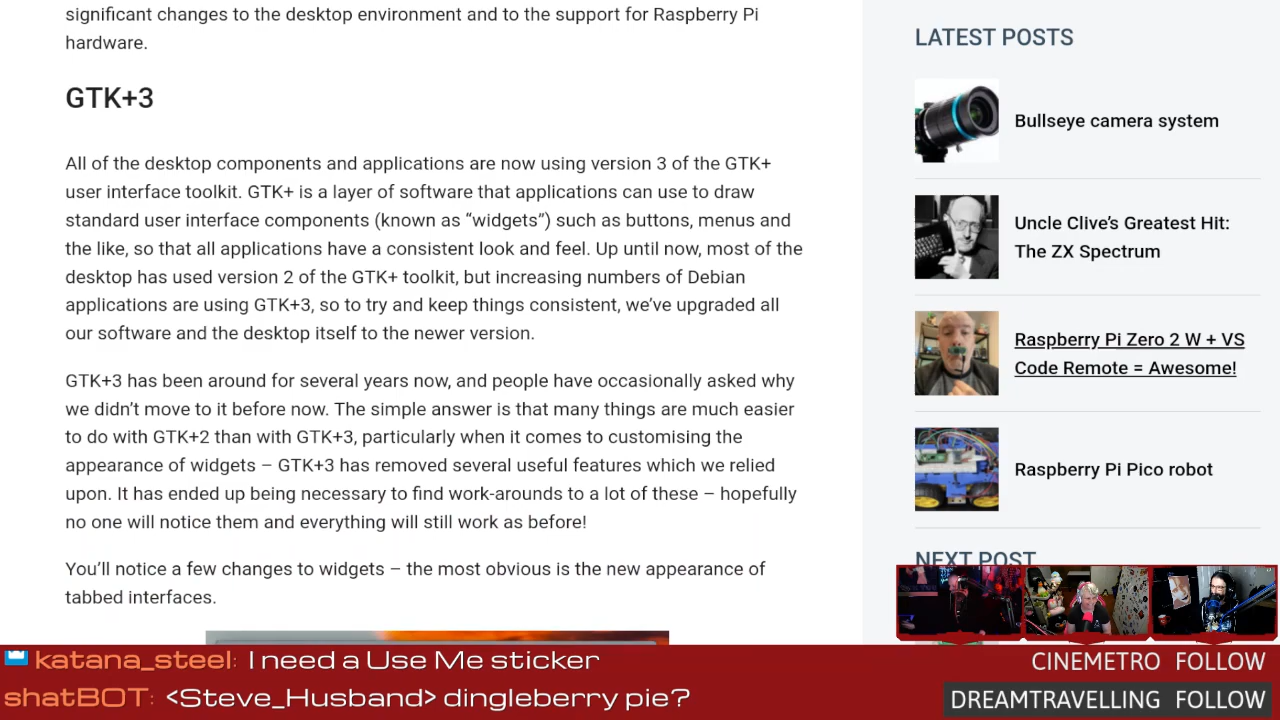 significant changes to the desktop environment and to the support for Raspberry Pi
hardware.
GTK+3
All of the desktop components and applications are now using version 3 of the GTK+
user interface toolkit. GTK+ is a layer of software that applications can use to draw
standard user interface components (known as “widgets”) such as buttons, menus and
the like, so that all applications have a consistent look and feel. Up until now, most of the
desktop has used version 2 of the GTK+ toolkit, but increasing numbers of Debian
applications are using GTK+3, so to try and keep things consistent, we’ve upgraded all
our software and the desktop itself to the newer version.
GTK+3 has been around for several years now, and people have occasionally asked why
we didn’t move to it before now. The simple answer is that many things are much easier
to do with GTK+2 than with GTK+3, particularly when it comes to customising the
appearance of widgets – GTK+3 has removed several useful features which we relied
upon. It has ended up being necessary to find work-arounds to a lot of these – hopefully
no one will notice them and everything will still work as before!
You’ll notice a few changes to widgets – the most obvious is the new appearance of
tabbed interfaces.
LATEST POSTS
Bullseye camera system
Uncle Clive’s Greatest Hit:
The ZX Spectrum
Raspberry Pi Zero 2 W + VS
Code Remote = Awesome!
Raspberry Pi Pico robot
NEXT POST
katana_steel: I need a Use Me sticker
shatBOT: <Steve_Husband> dingleberry pie?
CINEMETRO FOLLOW
DREAMTRAVELLING FOLLOW